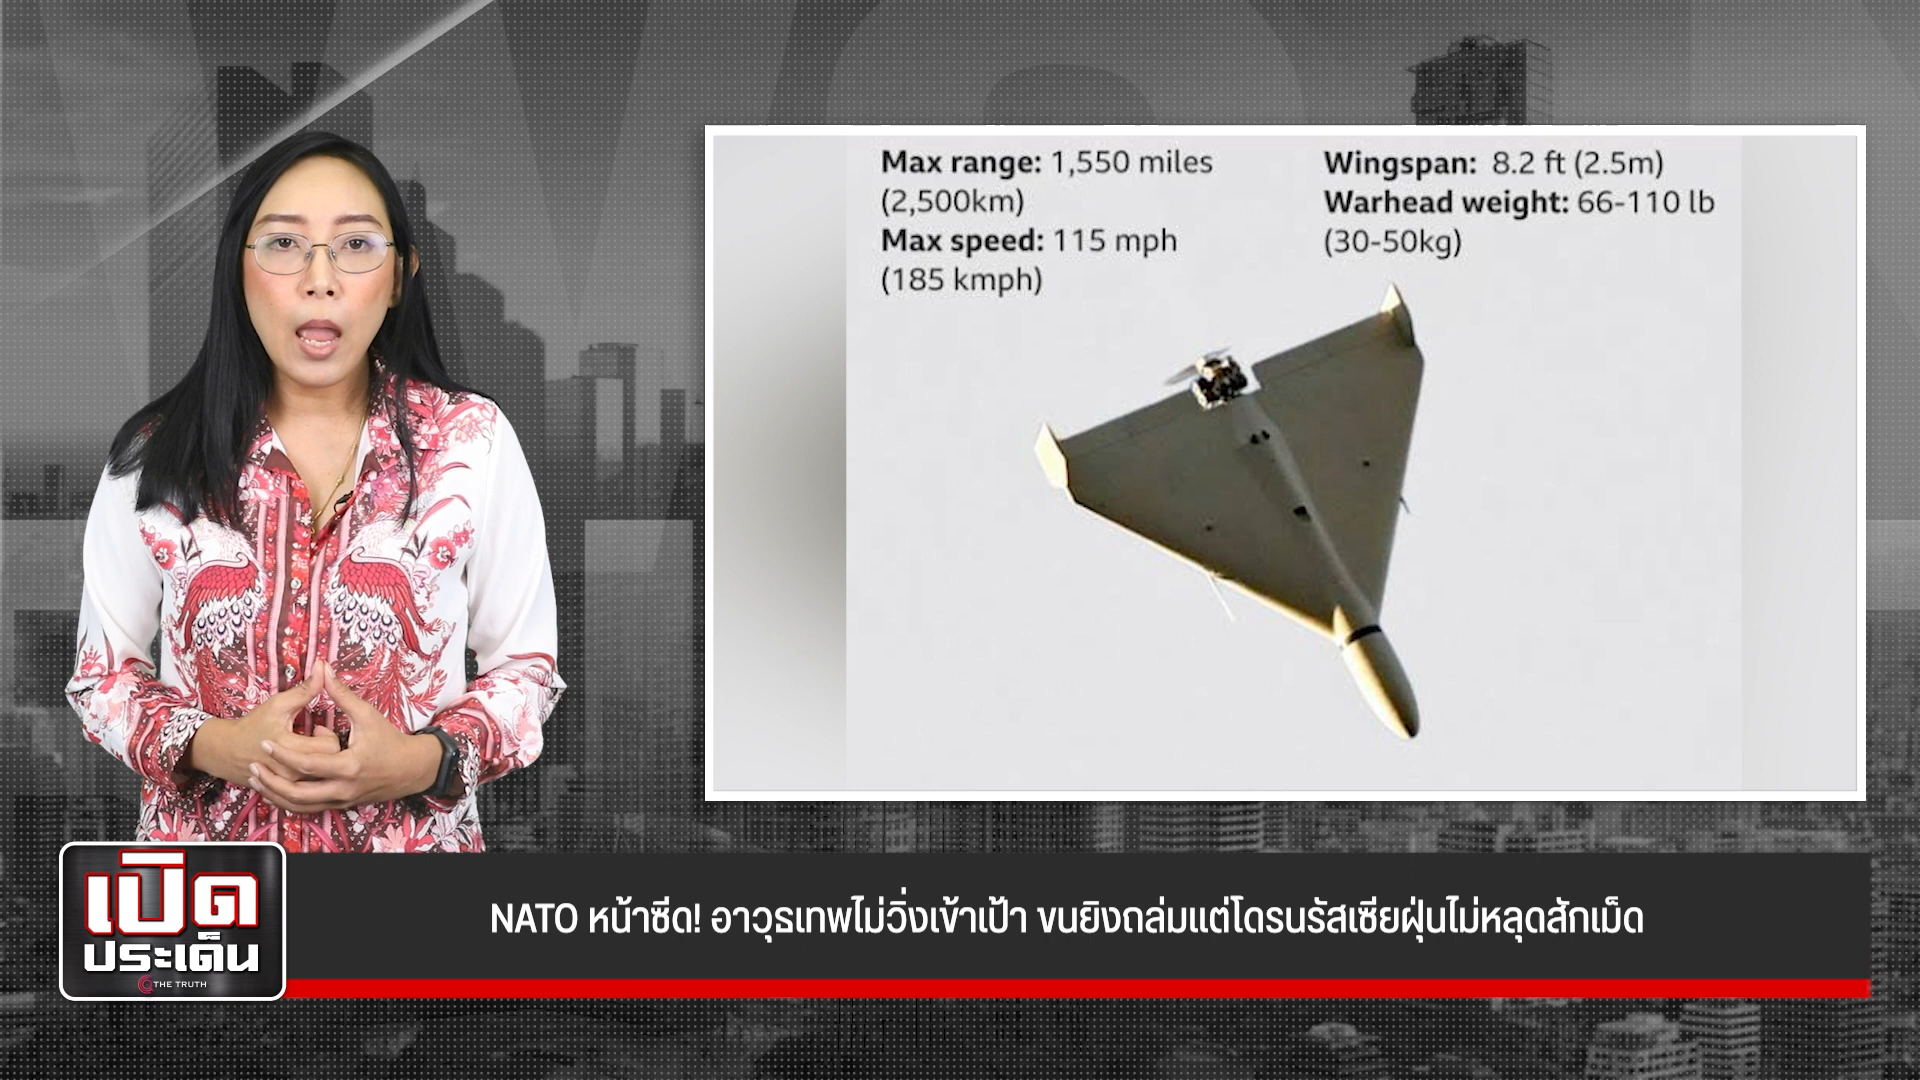 Max range: 1,550 miles
(2,500km)
Max speed: 115 mph
(185 kmph)
Wingspan: 8.2 ft (2.5m)
Warhead weight: 66-110 lb
(30-50kg)
เปิด
ประเด็น
THE TRUTH
NATO หน้าซีด! อาวุธเทพไม่วิ่งเข้าเป้า ขนยิงถล่มแต่โดรนรัสเซียฝุ่นไม่หลุดสักเม็ด